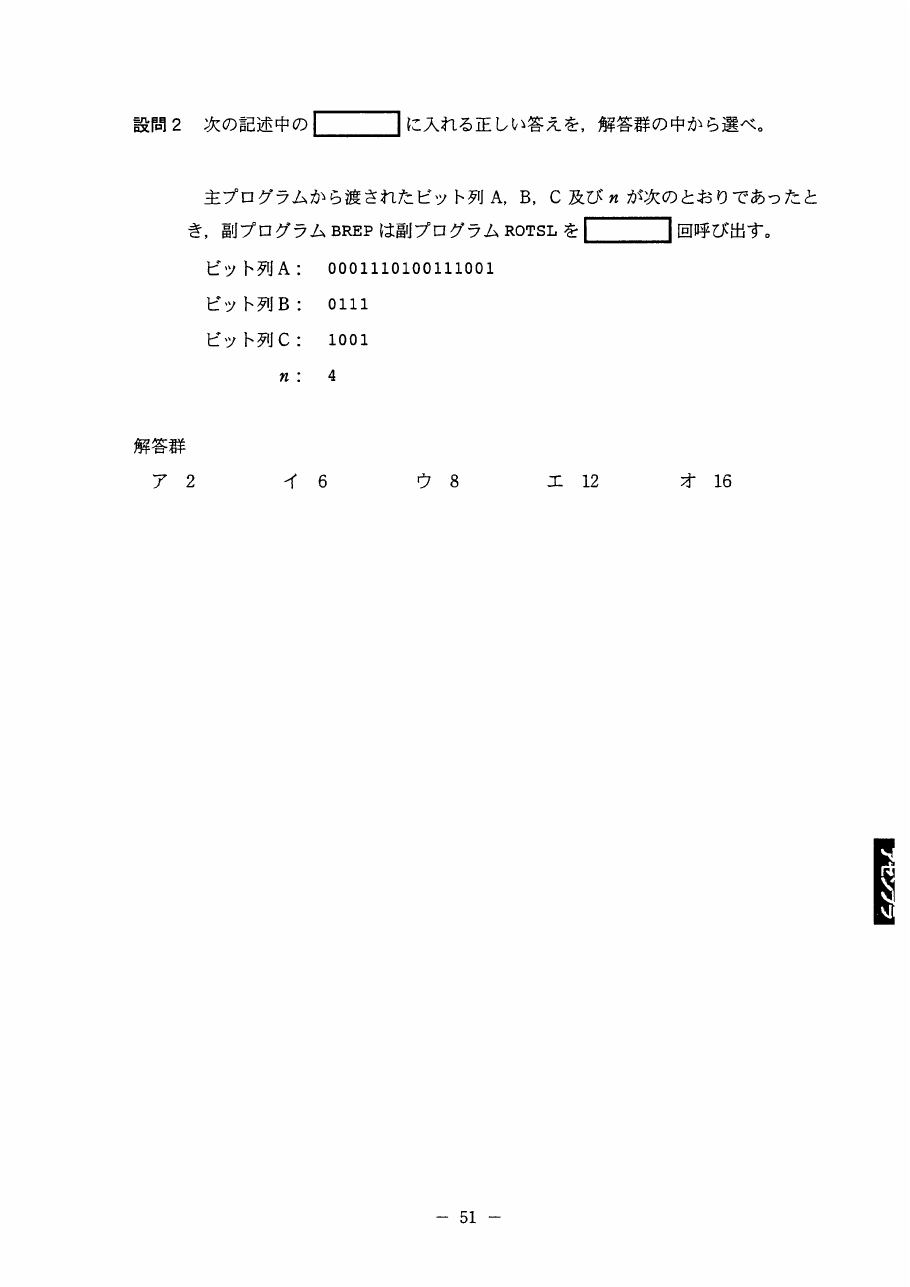 設問2 次の記述中の に入れる正しい答えを，解答群の中から選べ。
主プログラムから渡されたビット列 A，B，C 及び n が次のとおりであったと
き，副プログラム BREP は副プログラム ROTSL を 回呼び出す。
ビット列A： 0001110100111001
ビット列B： 0111
ビット列C： 1001
n： 4
解答群
ア 2 イ 6 ウ 8 エ 12 オ 16
アセンブラ
－ 51 －